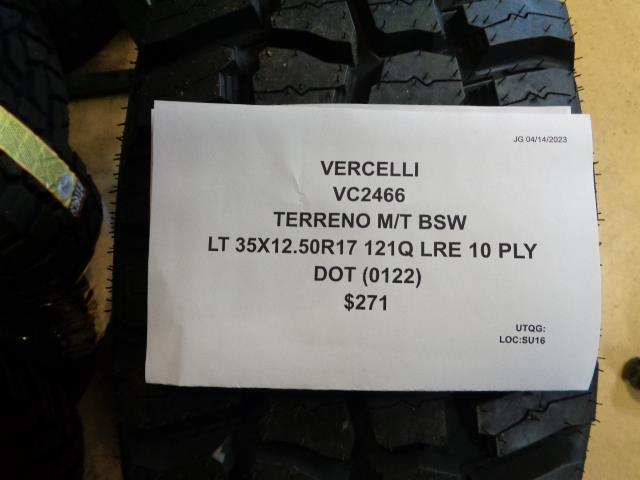 JG 04/14/2023
VERCELLI
VC2466
TERRENO M/T BSW
LT 35X12.50R17 121Q LRE 10 PLY
DOT (0122)
$271
UTQG:
LOC:SU16